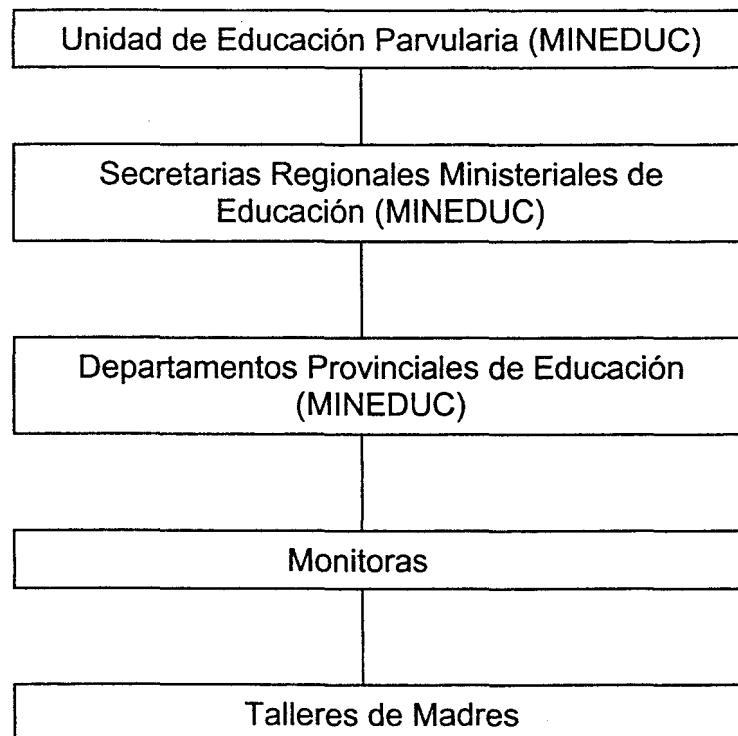 Unidad de Educación Parvularia (MINEDUC)
Secretarias Regionales Ministeriales de
Educación (MINEDUC)
Departamentos Provinciales de Educación
(MINEDUC)
Monitoras
Talleres de Madres